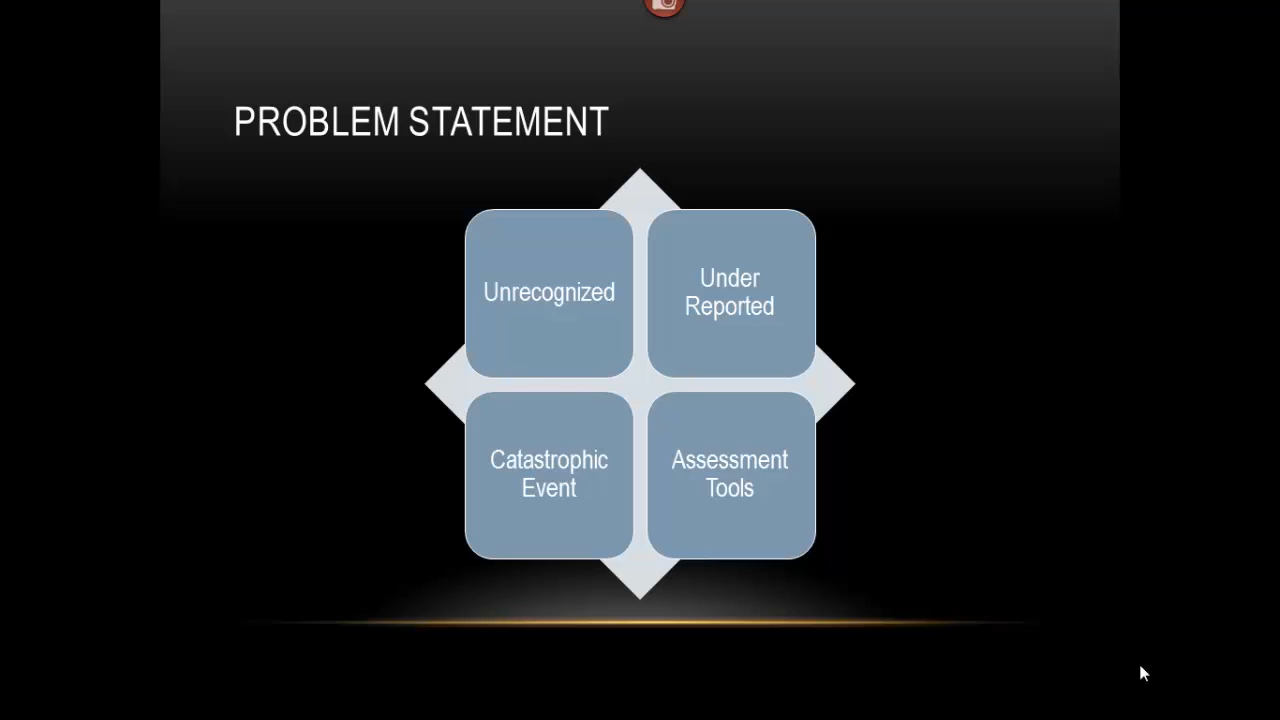 PROBLEM STATEMENT
Unrecognized
Under
Reported
Catastrophic
Event
Assessment
Tools